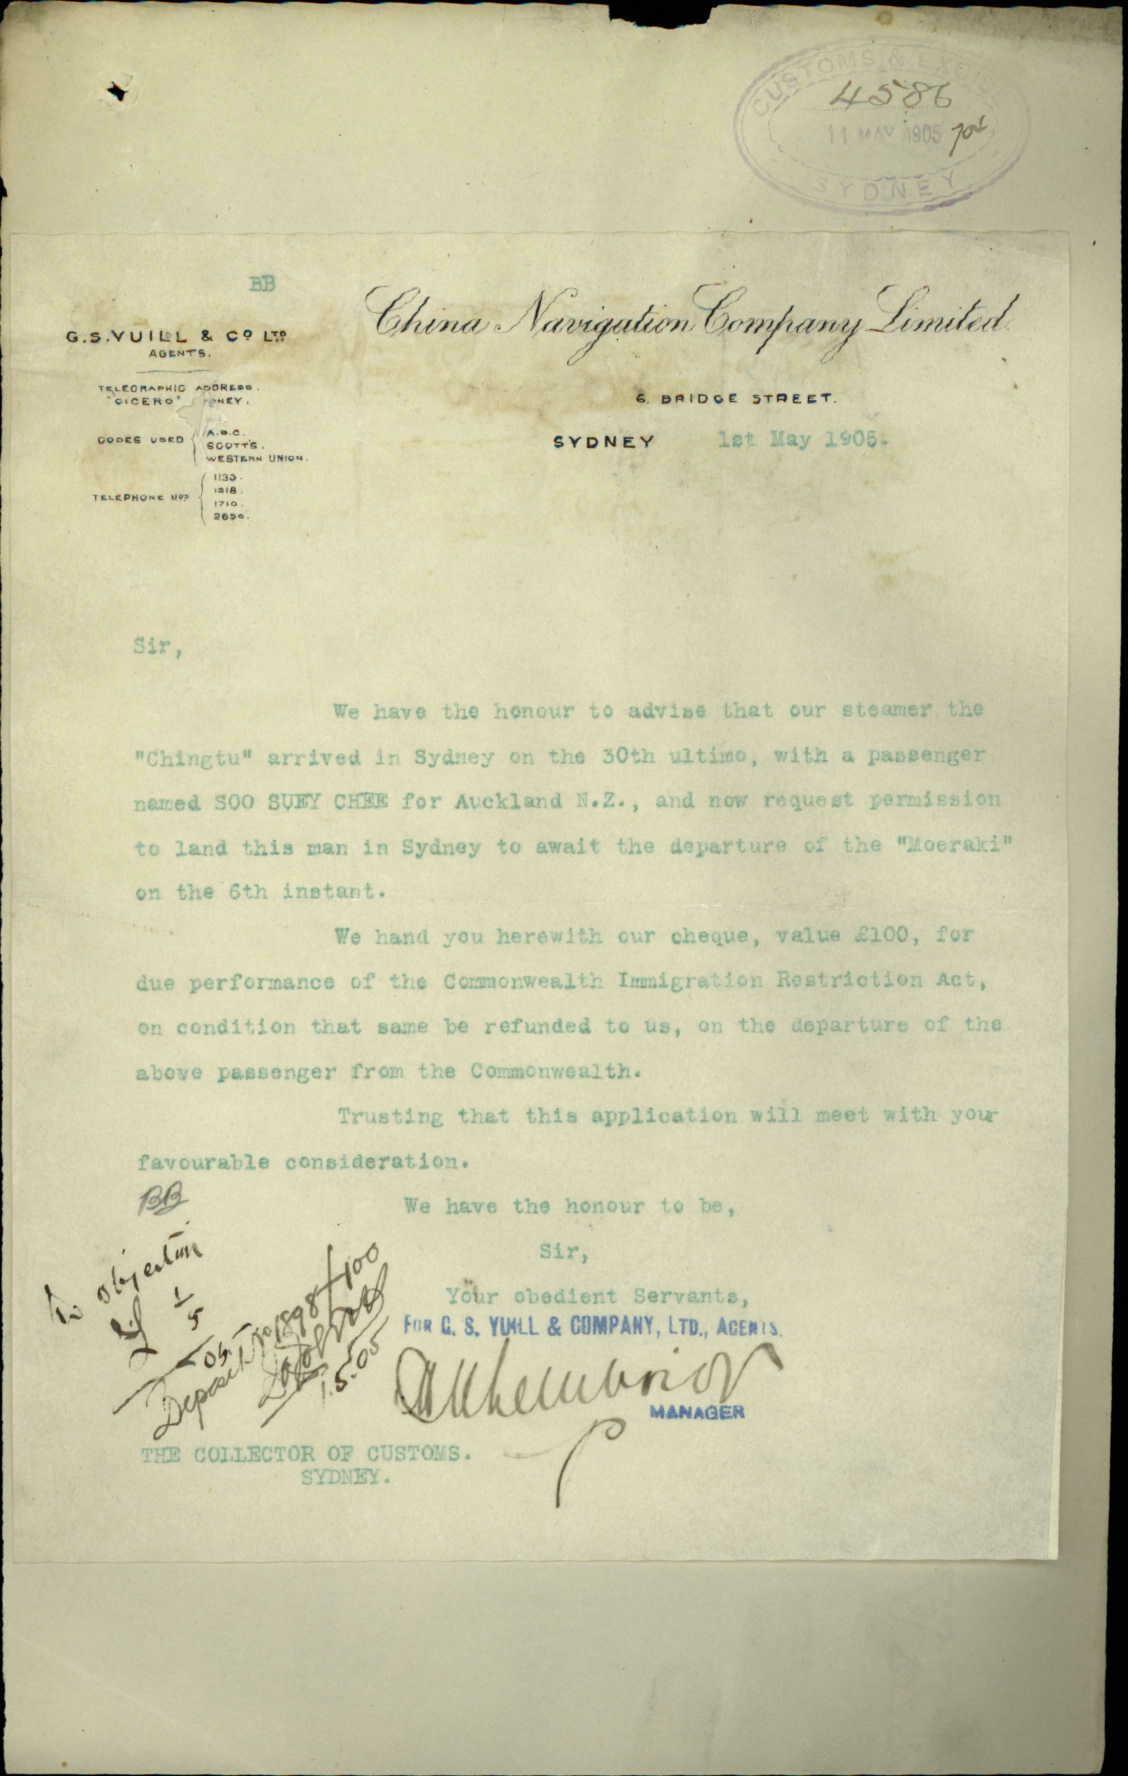 CUSTOMS & EXCISE
4586
11 MAY 1905
SYDNEY
BB
China Navigation Company Limited.
G.S. YUILL & Co LTD
AGENTS.
TELEGRAPHIC ADDRESS.
"CICERO" SYDNEY.
CODES USED
A.B.C.
SCOTT'S.
WESTERN UNION.
TELEPHONE Nos
1133.
1818.
1710.
6, BRIDGE STREET.
SYDNEY 1st May 1905.
Sir,
We have the honour to advise that our steamer the
"Chingtu" arrived in Sydney on the 30th ultimo, with a passenger
named SOO SUEY CHEE for Auckland N.Z., and now request permission
to land this man in Sydney to await the departure of the "Moeraki"
on the 6th instant.
We hand you herewith our cheque, value £100, for
due performance of the Commonwealth Immigration Restriction Act,
on condition that same be refunded to us, on the departure of the
above passenger from the Commonwealth.
Trusting that this application will meet with your
favourable consideration.
BB
We have the honour to be,
Sir,
Your obedient Servants,
FOR G. S. YUILL & COMPANY, LTD., AGENTS.
MANAGER
No objection
1/5
05
Deposit No 1898 £100
1.5.05
THE COLLECTOR OF CUSTOMS.
SYDNEY.